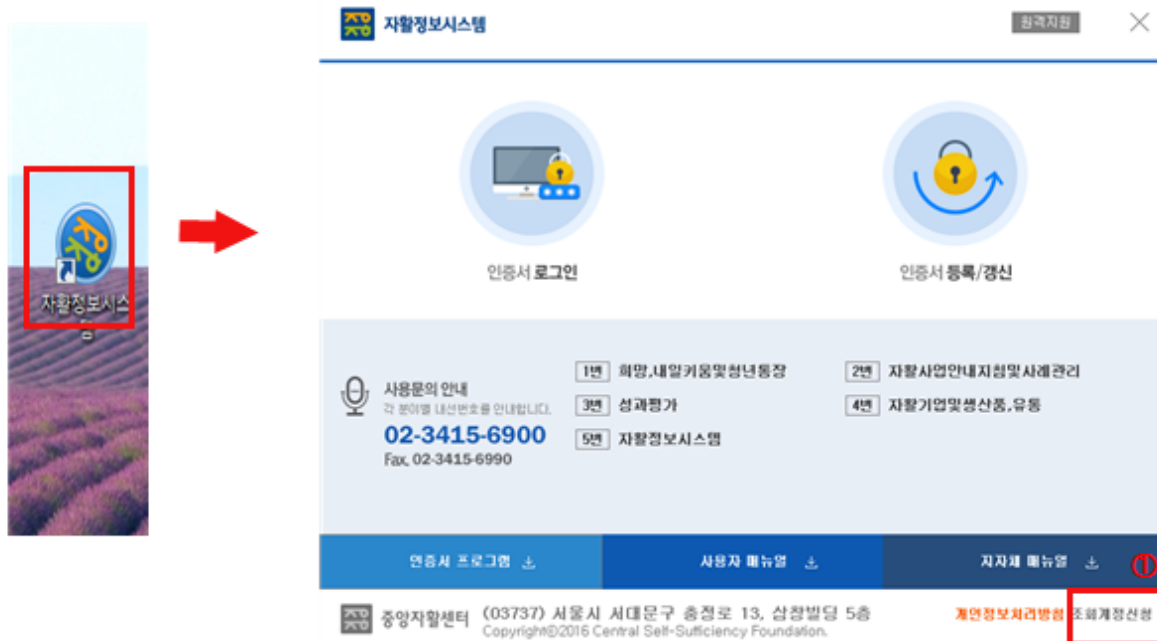 자활정보시스
템
자활정보시스템
원격지원
인증서 로그인
인증서 등록/갱신
사용문의 안내
각 분야별 내선번호를 안내합니다.
02-3415-6900
Fax. 02-3415-6990
1번 희망,내일키움및청년통장
2번 자활사업안내지침및사례관리
3번 성과평가
4번 자활기업및생산품,유통
5번 자활정보시스템
인증서 프로그램
사용자 매뉴얼
지자체 매뉴얼
①
중앙자활센터
(03737) 서울시 서대문구 충정로 13, 삼창빌딩 5층
Copyright©2016 Central Self-Sufficiency Foundation.
개인정보처리방침 조회계정신청